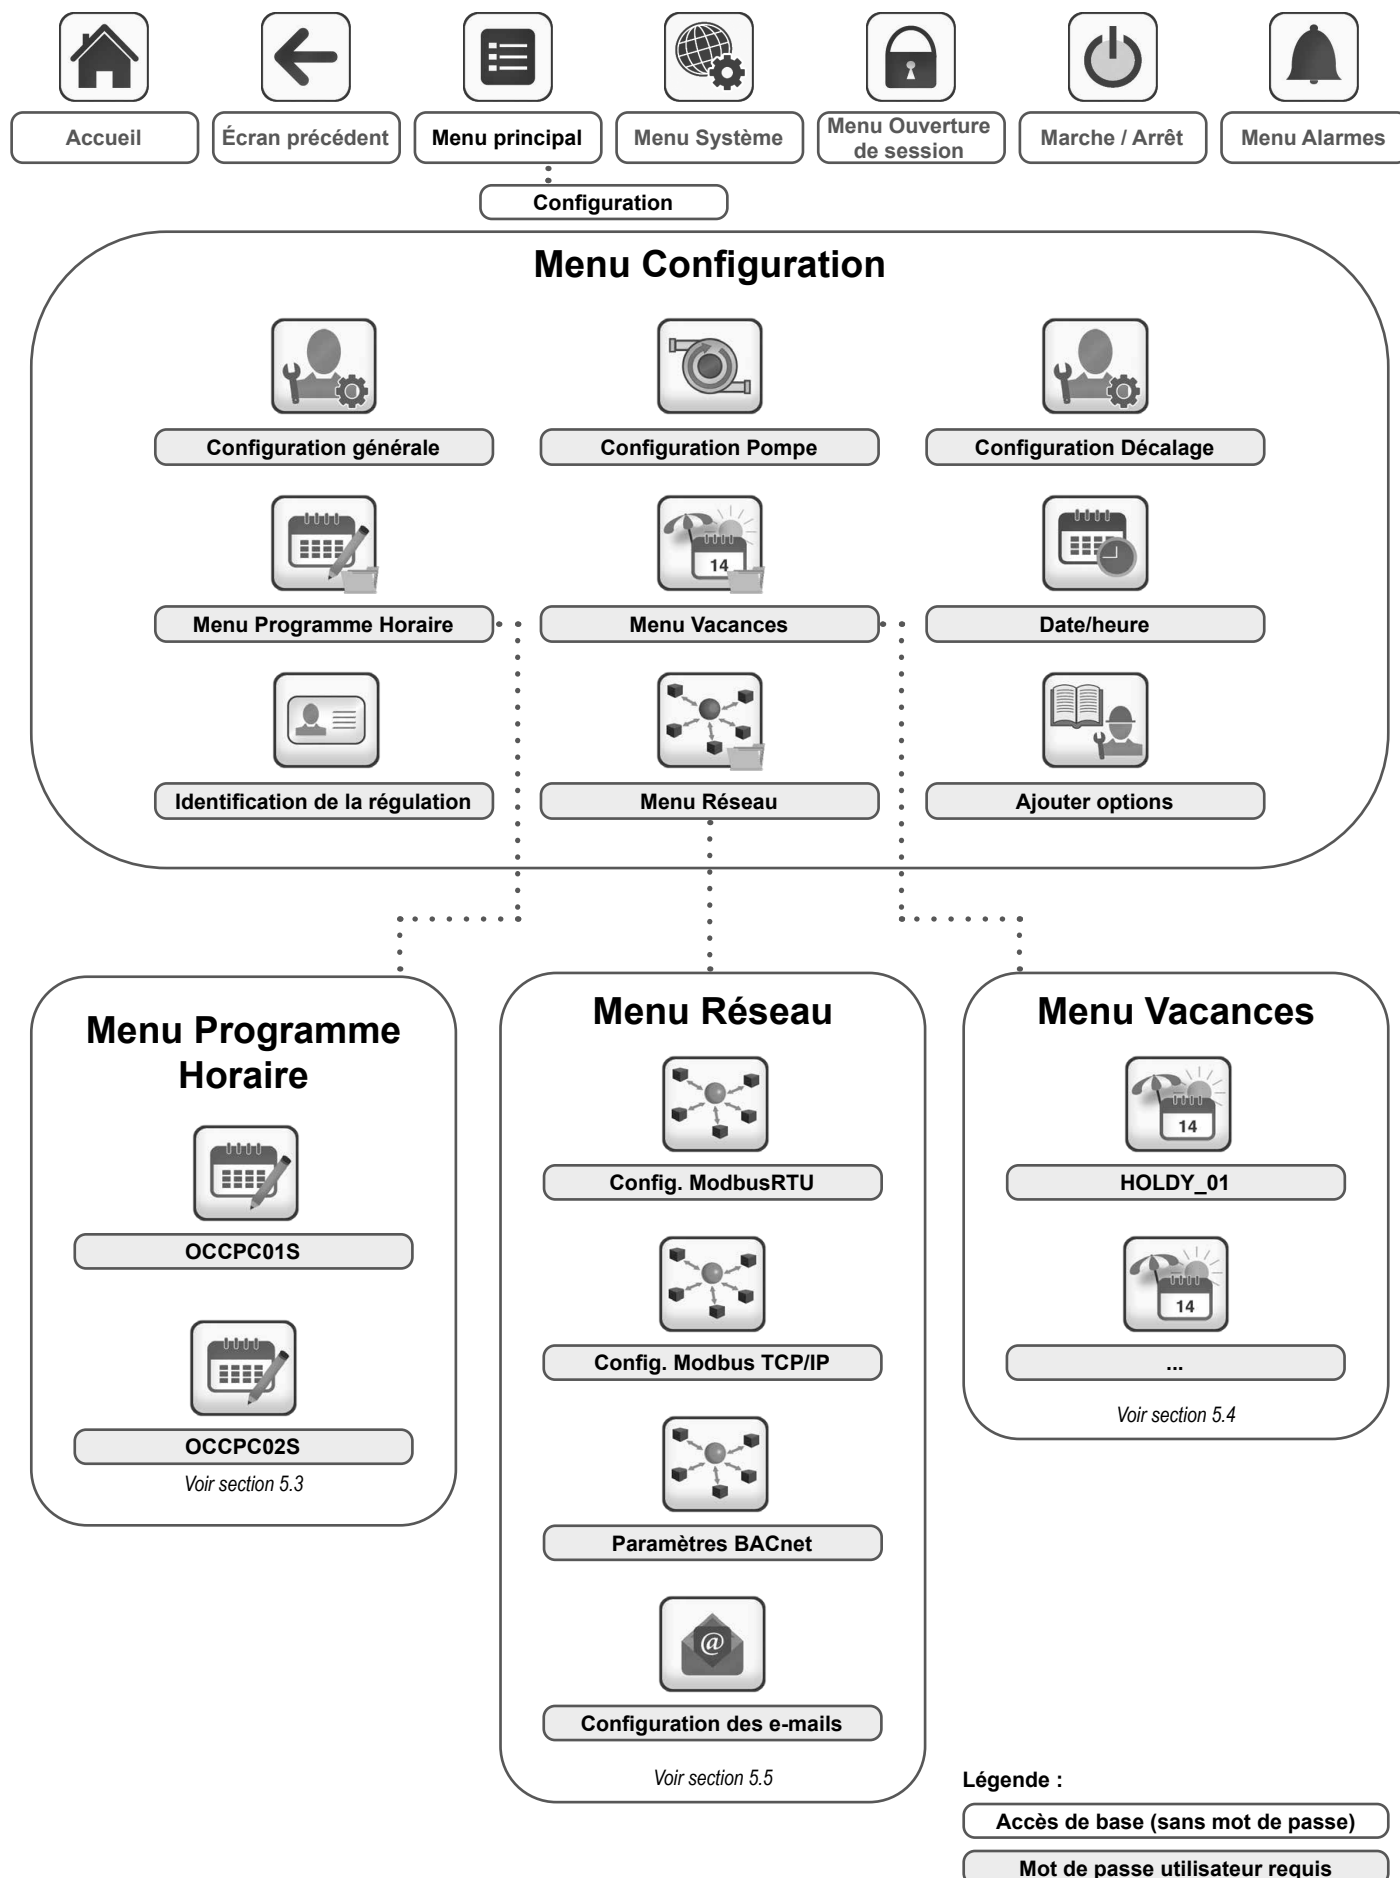 Accueil
Écran précédent
Menu principal
Menu Système
Menu Ouverture
de session
Marche / Arrêt
Menu Alarmes
Configuration
Menu Configuration
Configuration générale
Configuration Pompe
Configuration Décalage
14
Menu Programme Horaire
Menu Vacances
Date/heure
Identification de la régulation
Menu Réseau
Ajouter options
Menu Programme
Horaire
OCCPC01S
OCCPC02S
Voir section 5.3
Menu Réseau
Config. ModbusRTU
Config. Modbus TCP/IP
Paramètres BACnet
@
Configuration des e-mails
Voir section 5.5
Menu Vacances
14
HOLDY_01
14
...
Voir section 5.4
Légende :
Accès de base (sans mot de passe)
Mot de passe utilisateur requis